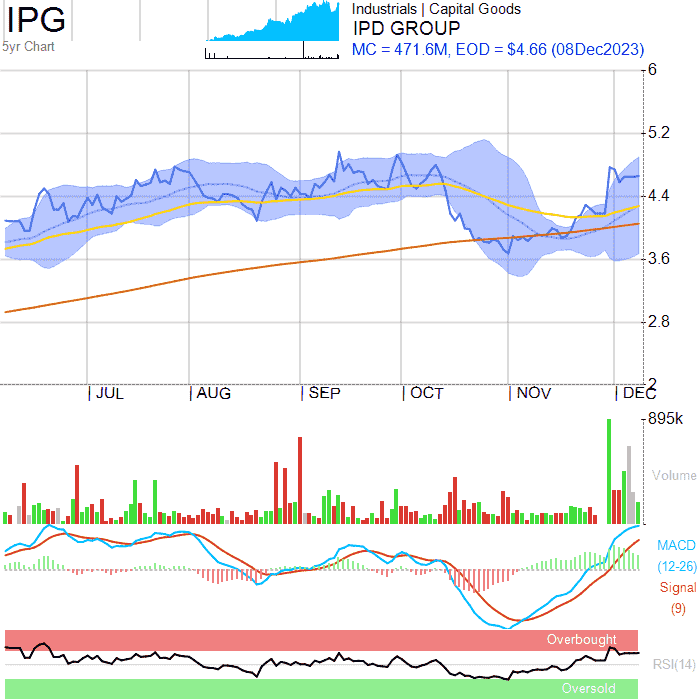 IPG
5yr Chart
Industrials | Capital Goods
IPD GROUP
MC = 471.6M, EOD = $4.66 (08Dec2023)
6
5.2
4.4
3.6
2.8
2
JUL AUG SEP OCT NOV DEC
895k
Volume
MACD
(12-26)
Signal
(9)
Overbought
RSI(14)
Oversold